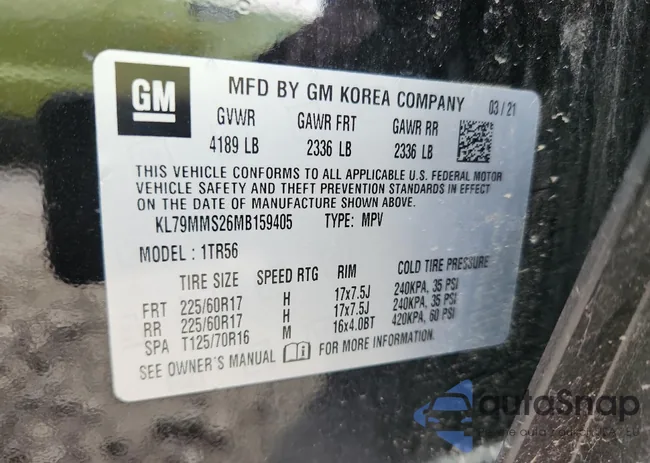 GM
MFD BY GM KOREA COMPANY 03 / 21
GVWR GAWR FRT GAWR RR
4189 LB 2336 LB 2336 LB
THIS VEHICLE CONFORMS TO ALL APPLICABLE U.S. FEDERAL MOTOR
VEHICLE SAFETY AND THEFT PREVENTION STANDARDS IN EFFECT
ON THE DATE OF MANUFACTURE SHOWN ABOVE.
KL79MMS26MB159405 TYPE: MPV
MODEL : 1TR56
TIRE SIZE SPEED RTG RIM COLD TIRE PRESSURE
FRT 225/60R17 H 17x7.5J 240KPA, 35 PSI
RR 225/60R17 H 17x7.5J 240KPA, 35 PSI
SPA T125/70R16 M 16x4.0BT 420KPA, 60 PSI
SEE OWNER'S MANUAL FOR MORE INFORMATION.
autoSnap